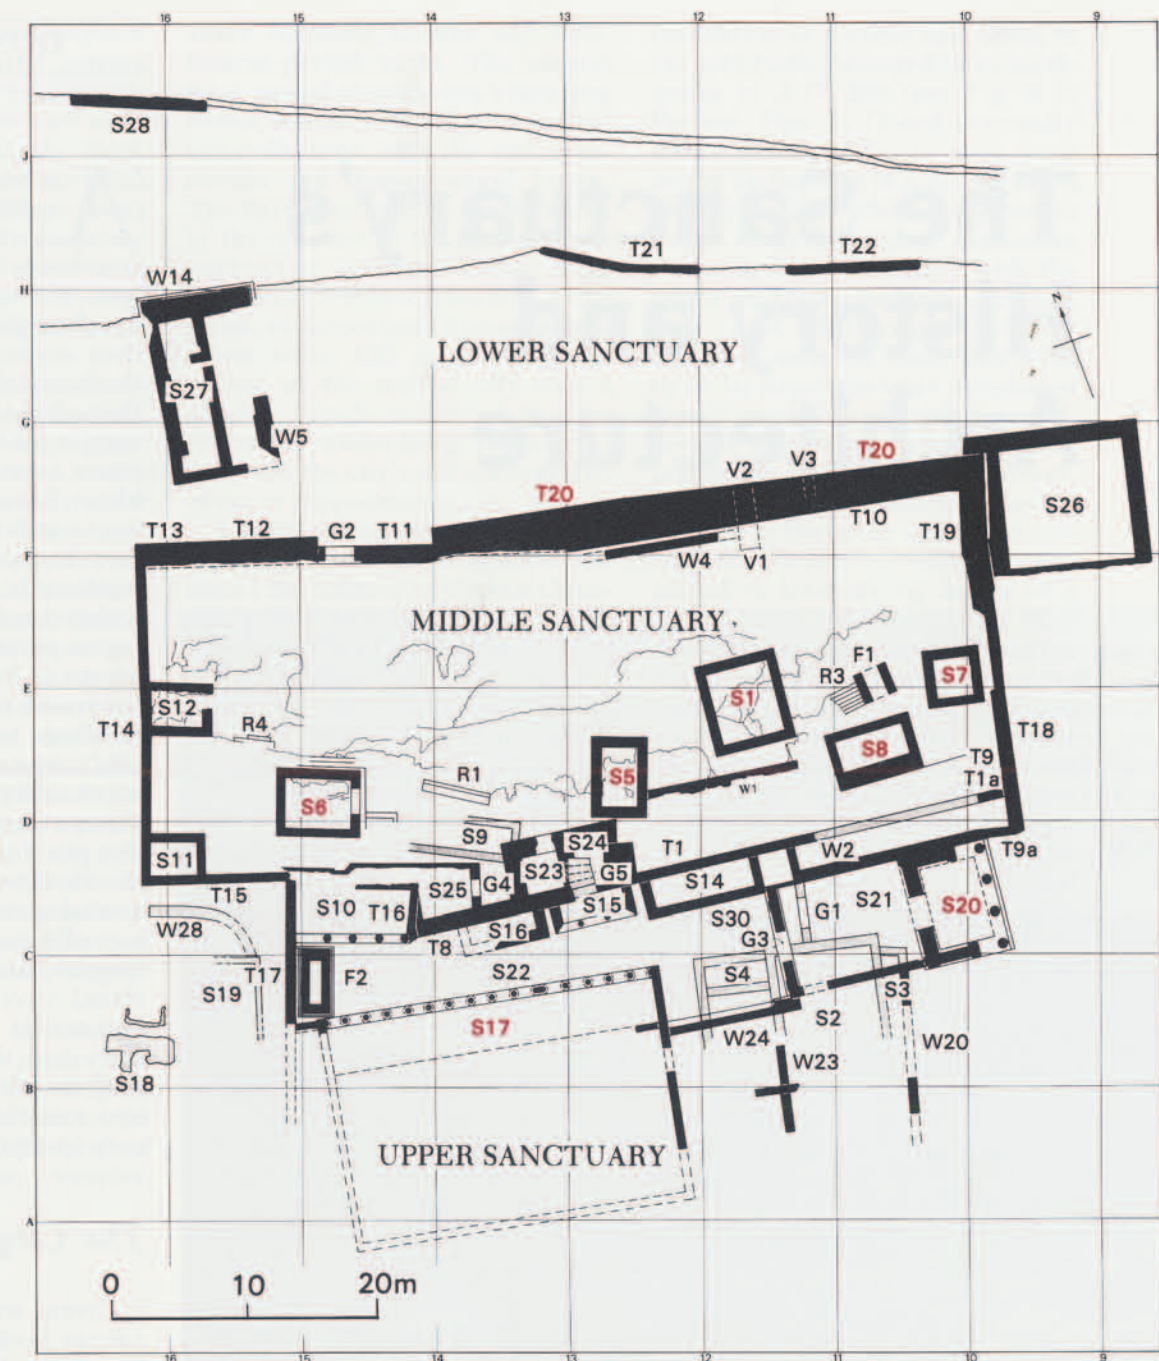 16 15 14 13 12 11 10 9
S28
J
T21 T22
W14
H
N
LOWER SANCTUARY
S27
G
W5
V2 V3 T20
T20
S26
T13 T12 G2 T11 T10 T19
F
W4 V1
MIDDLE SANCTUARY
F1
R3 S7
E
S12 S1
R4
T14 T18
S8 T9
R1 S5 T1a
S6 W1
D
S9 S24 T1 W2 T9a
S11 S23 G5
G4 S14
T15 S25 S21 S20
S10 T16 S15 G1
W28 S16 S30
T8 G3
C
S22
T17 F2 S4 S3
S19
S17 S2
W24 W20
W23
S18
B
UPPER SANCTUARY
A
0 10 20m
16 15 14 13 12 11 10 9